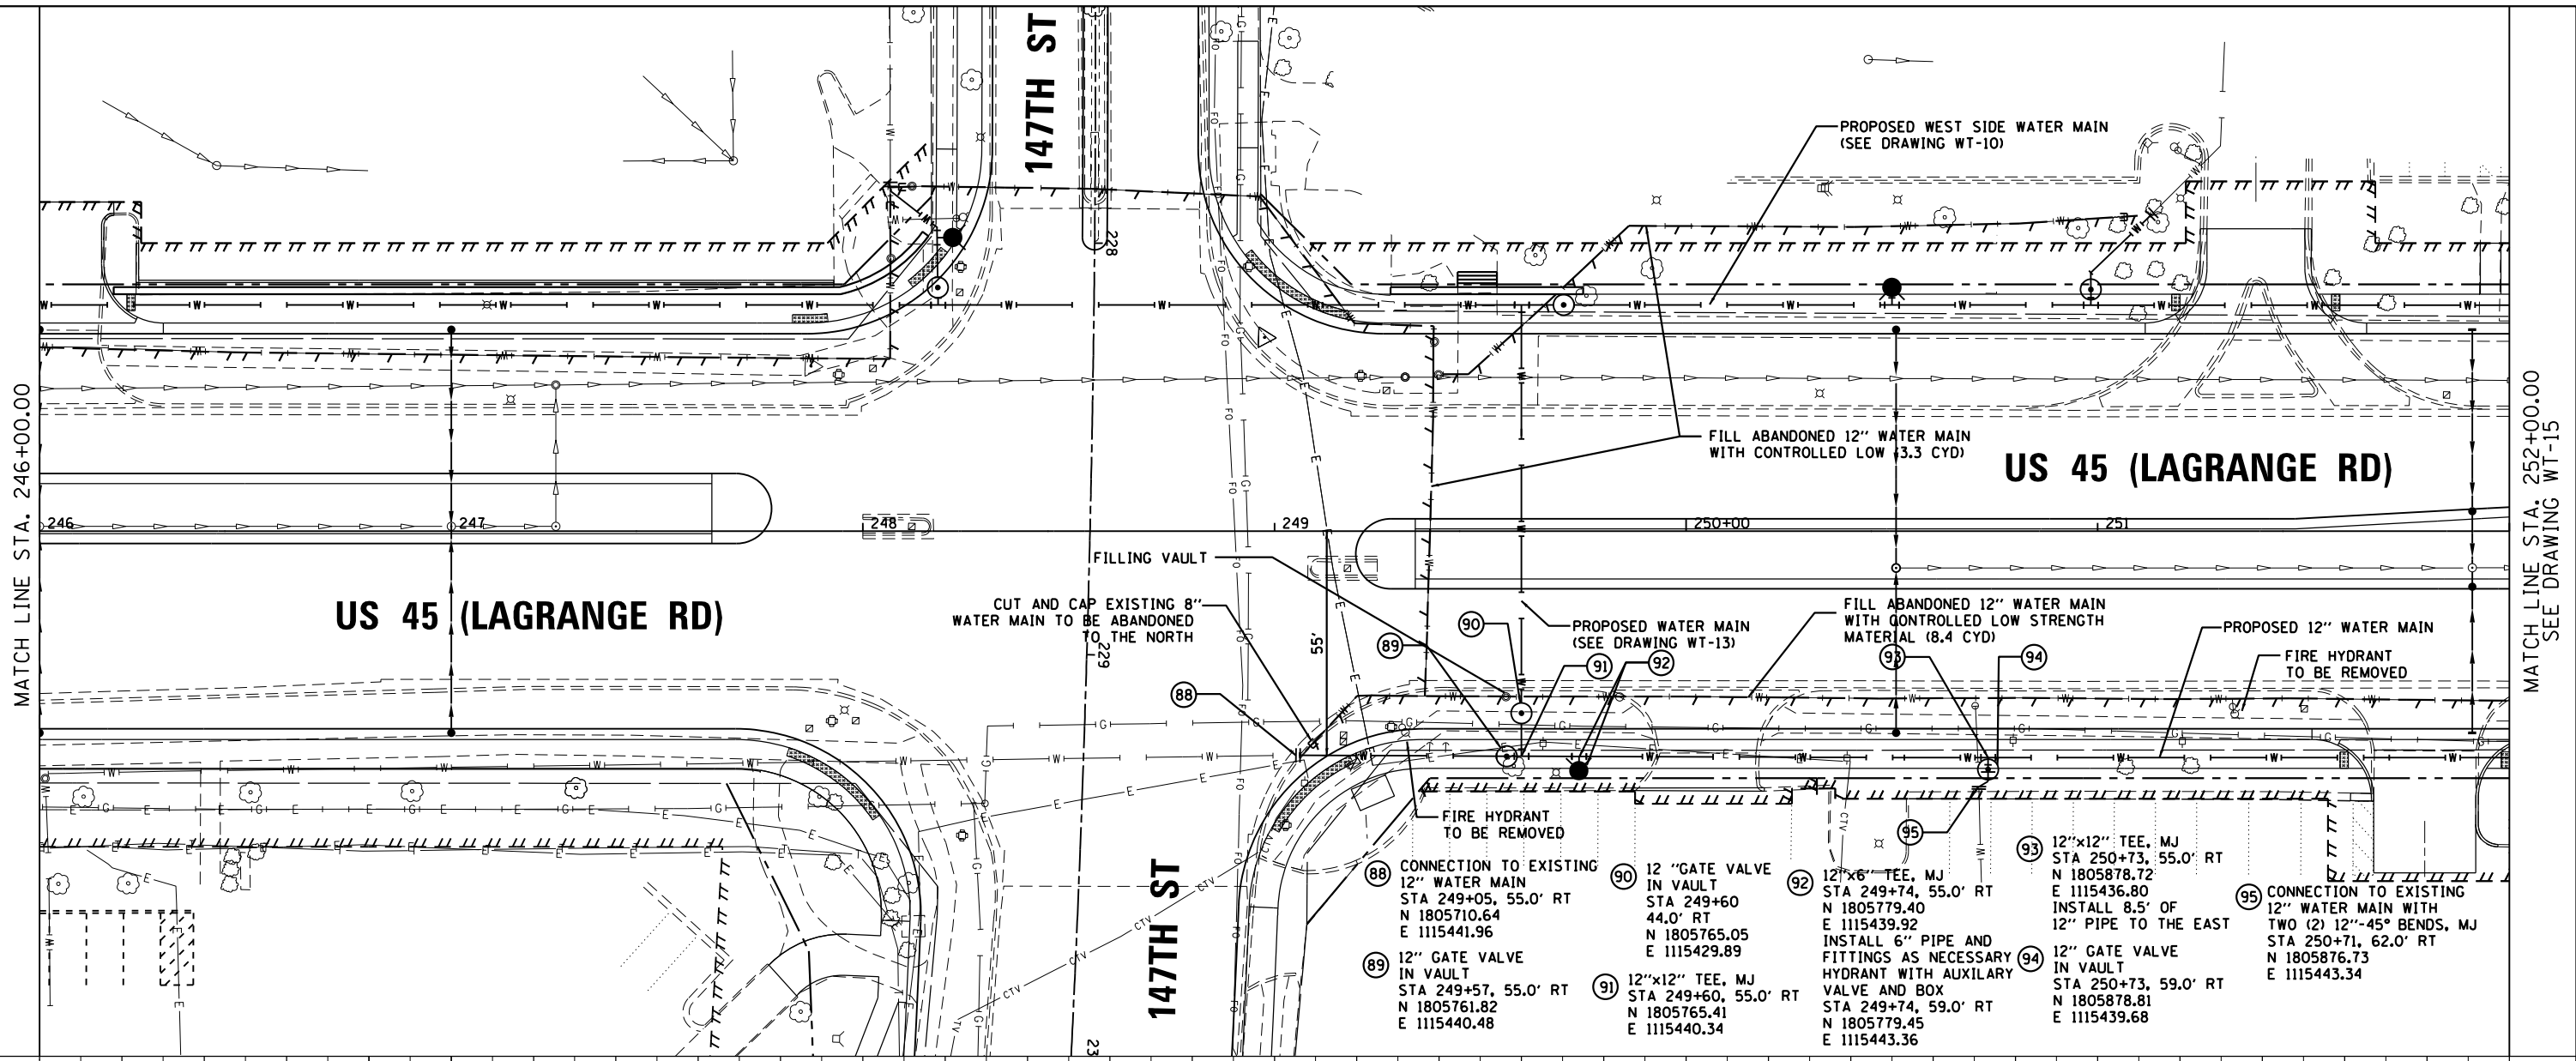 147TH ST
PROPOSED WEST SIDE WATER MAIN
(SEE DRAWING WT-10)
228
MATCH LINE STA. 246+00.00
MATCH LINE STA. 252+00.00
SEE DRAWING WT-15
FILL ABANDONED 12" WATER MAIN
WITH CONTROLLED LOW (3.3 CYD)
US 45 (LAGRANGE RD)
246
247
248
249
250+00
251
FILLING VAULT
US 45 (LAGRANGE RD)
CUT AND CAP EXISTING 8"
WATER MAIN TO BE ABANDONED
TO THE NORTH
229
55'
88
89
90
91
92
PROPOSED WATER MAIN
(SEE DRAWING WT-13)
FILL ABANDONED 12" WATER MAIN
WITH CONTROLLED LOW STRENGTH
MATERIAL (8.4 CYD)
93
94
95
PROPOSED 12" WATER MAIN
FIRE HYDRANT
TO BE REMOVED
FIRE HYDRANT
TO BE REMOVED
147TH ST
23
88 CONNECTION TO EXISTING
12" WATER MAIN
STA 249+05, 55.0' RT
N 1805710.64
E 1115441.96
89 12" GATE VALVE
IN VAULT
STA 249+57, 55.0' RT
N 1805761.82
E 1115440.48
90 12 "GATE VALVE
IN VAULT
STA 249+60
44.0' RT
N 1805765.05
E 1115429.89
91 12"x12" TEE, MJ
STA 249+60, 55.0' RT
N 1805765.41
E 1115440.34
92 12"x6" TEE, MJ
STA 249+74, 55.0' RT
N 1805779.40
E 1115439.92
INSTALL 6" PIPE AND
FITTINGS AS NECESSARY
HYDRANT WITH AUXILARY
VALVE AND BOX
STA 249+74, 59.0' RT
N 1805779.45
E 1115443.36
93 12"x12" TEE, MJ
STA 250+73, 55.0' RT
N 1805878.72
E 1115436.80
INSTALL 8.5' OF
12" PIPE TO THE EAST
94 12" GATE VALVE
IN VAULT
STA 250+73, 59.0' RT
N 1805878.81
E 1115439.68
95 CONNECTION TO EXISTING
12" WATER MAIN WITH
TWO (2) 12"-45° BENDS, MJ
STA 250+71, 62.0' RT
N 1805876.73
E 1115443.34